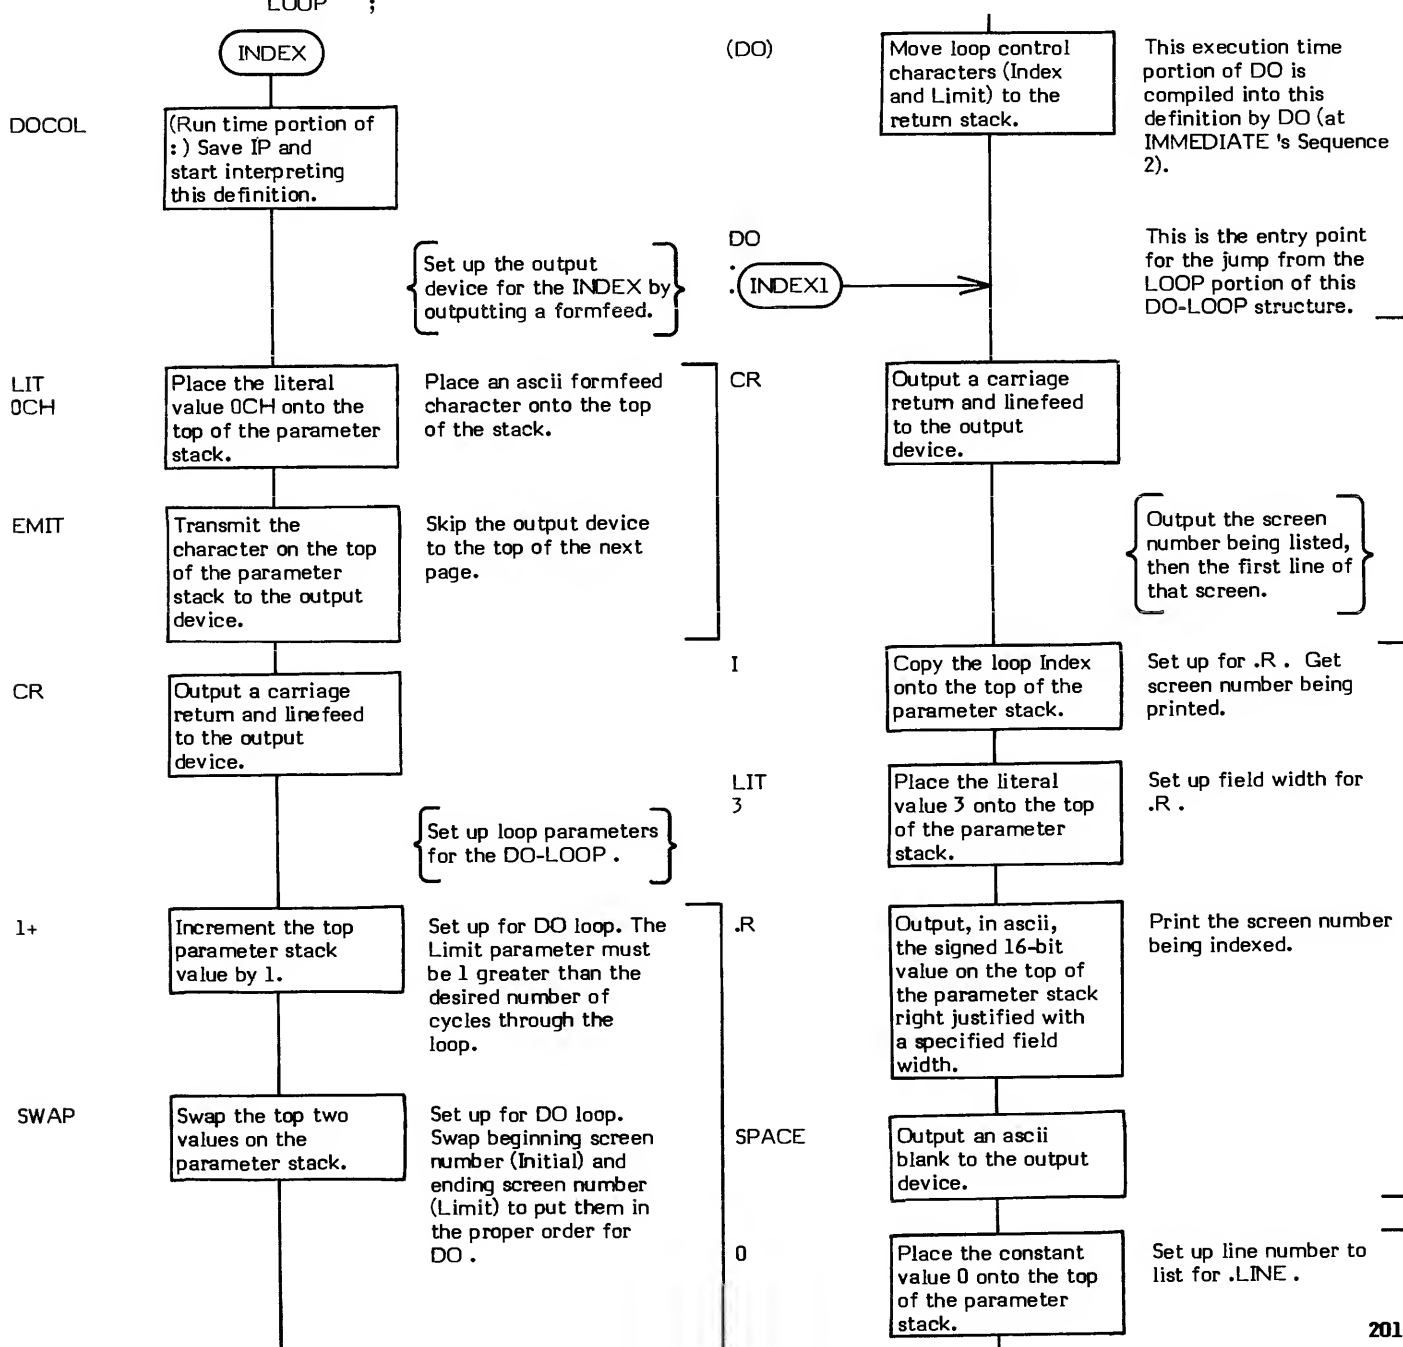 LOOP ;
INDEX
DOCOL
(Run time portion of
: ) Save IP and
start interpreting
this definition.
Set up the output
device for the INDEX by
outputting a formfeed.
LIT
0CH
Place the literal
value 0CH onto the
top of the parameter
stack.
Place an ascii formfeed
character onto the top
of the stack.
EMIT
Transmit the
character on the top
of the parameter
stack to the output
device.
Skip the output device
to the top of the next
page.
CR
Output a carriage
return and linefeed
to the output
device.
Set up loop parameters
for the DO-LOOP .
1+
Increment the top
parameter stack
value by 1.
Set up for DO loop. The
Limit parameter must
be 1 greater than the
desired number of
cycles through the
loop.
SWAP
Swap the top two
values on the
parameter stack.
Set up for DO loop.
Swap beginning screen
number (Initial) and
ending screen number
(Limit) to put them in
the proper order for
DO .
(DO)
Move loop control
characters (Index
and Limit) to the
return stack.
This execution time
portion of DO is
compiled into this
definition by DO (at
IMMEDIATE 's Sequence
2).
DO
:
INDEX1
This is the entry point
for the jump from the
LOOP portion of this
DO-LOOP structure.
CR
Output a carriage
return and linefeed
to the output
device.
Output the screen
number being listed,
then the first line of
that screen.
I
Copy the loop Index
onto the top of the
parameter stack.
Set up for .R . Get
screen number being
printed.
LIT
3
Place the literal
value 3 onto the top
of the parameter
stack.
Set up field width for
.R .
.R
Output, in ascii,
the signed 16-bit
value on the top of
the parameter stack
right justified with
a specified field
width.
Print the screen number
being indexed.
SPACE
Output an ascii
blank to the output
device.
0
Place the constant
value 0 onto the top
of the parameter
stack.
Set up line number to
list for .LINE .
201